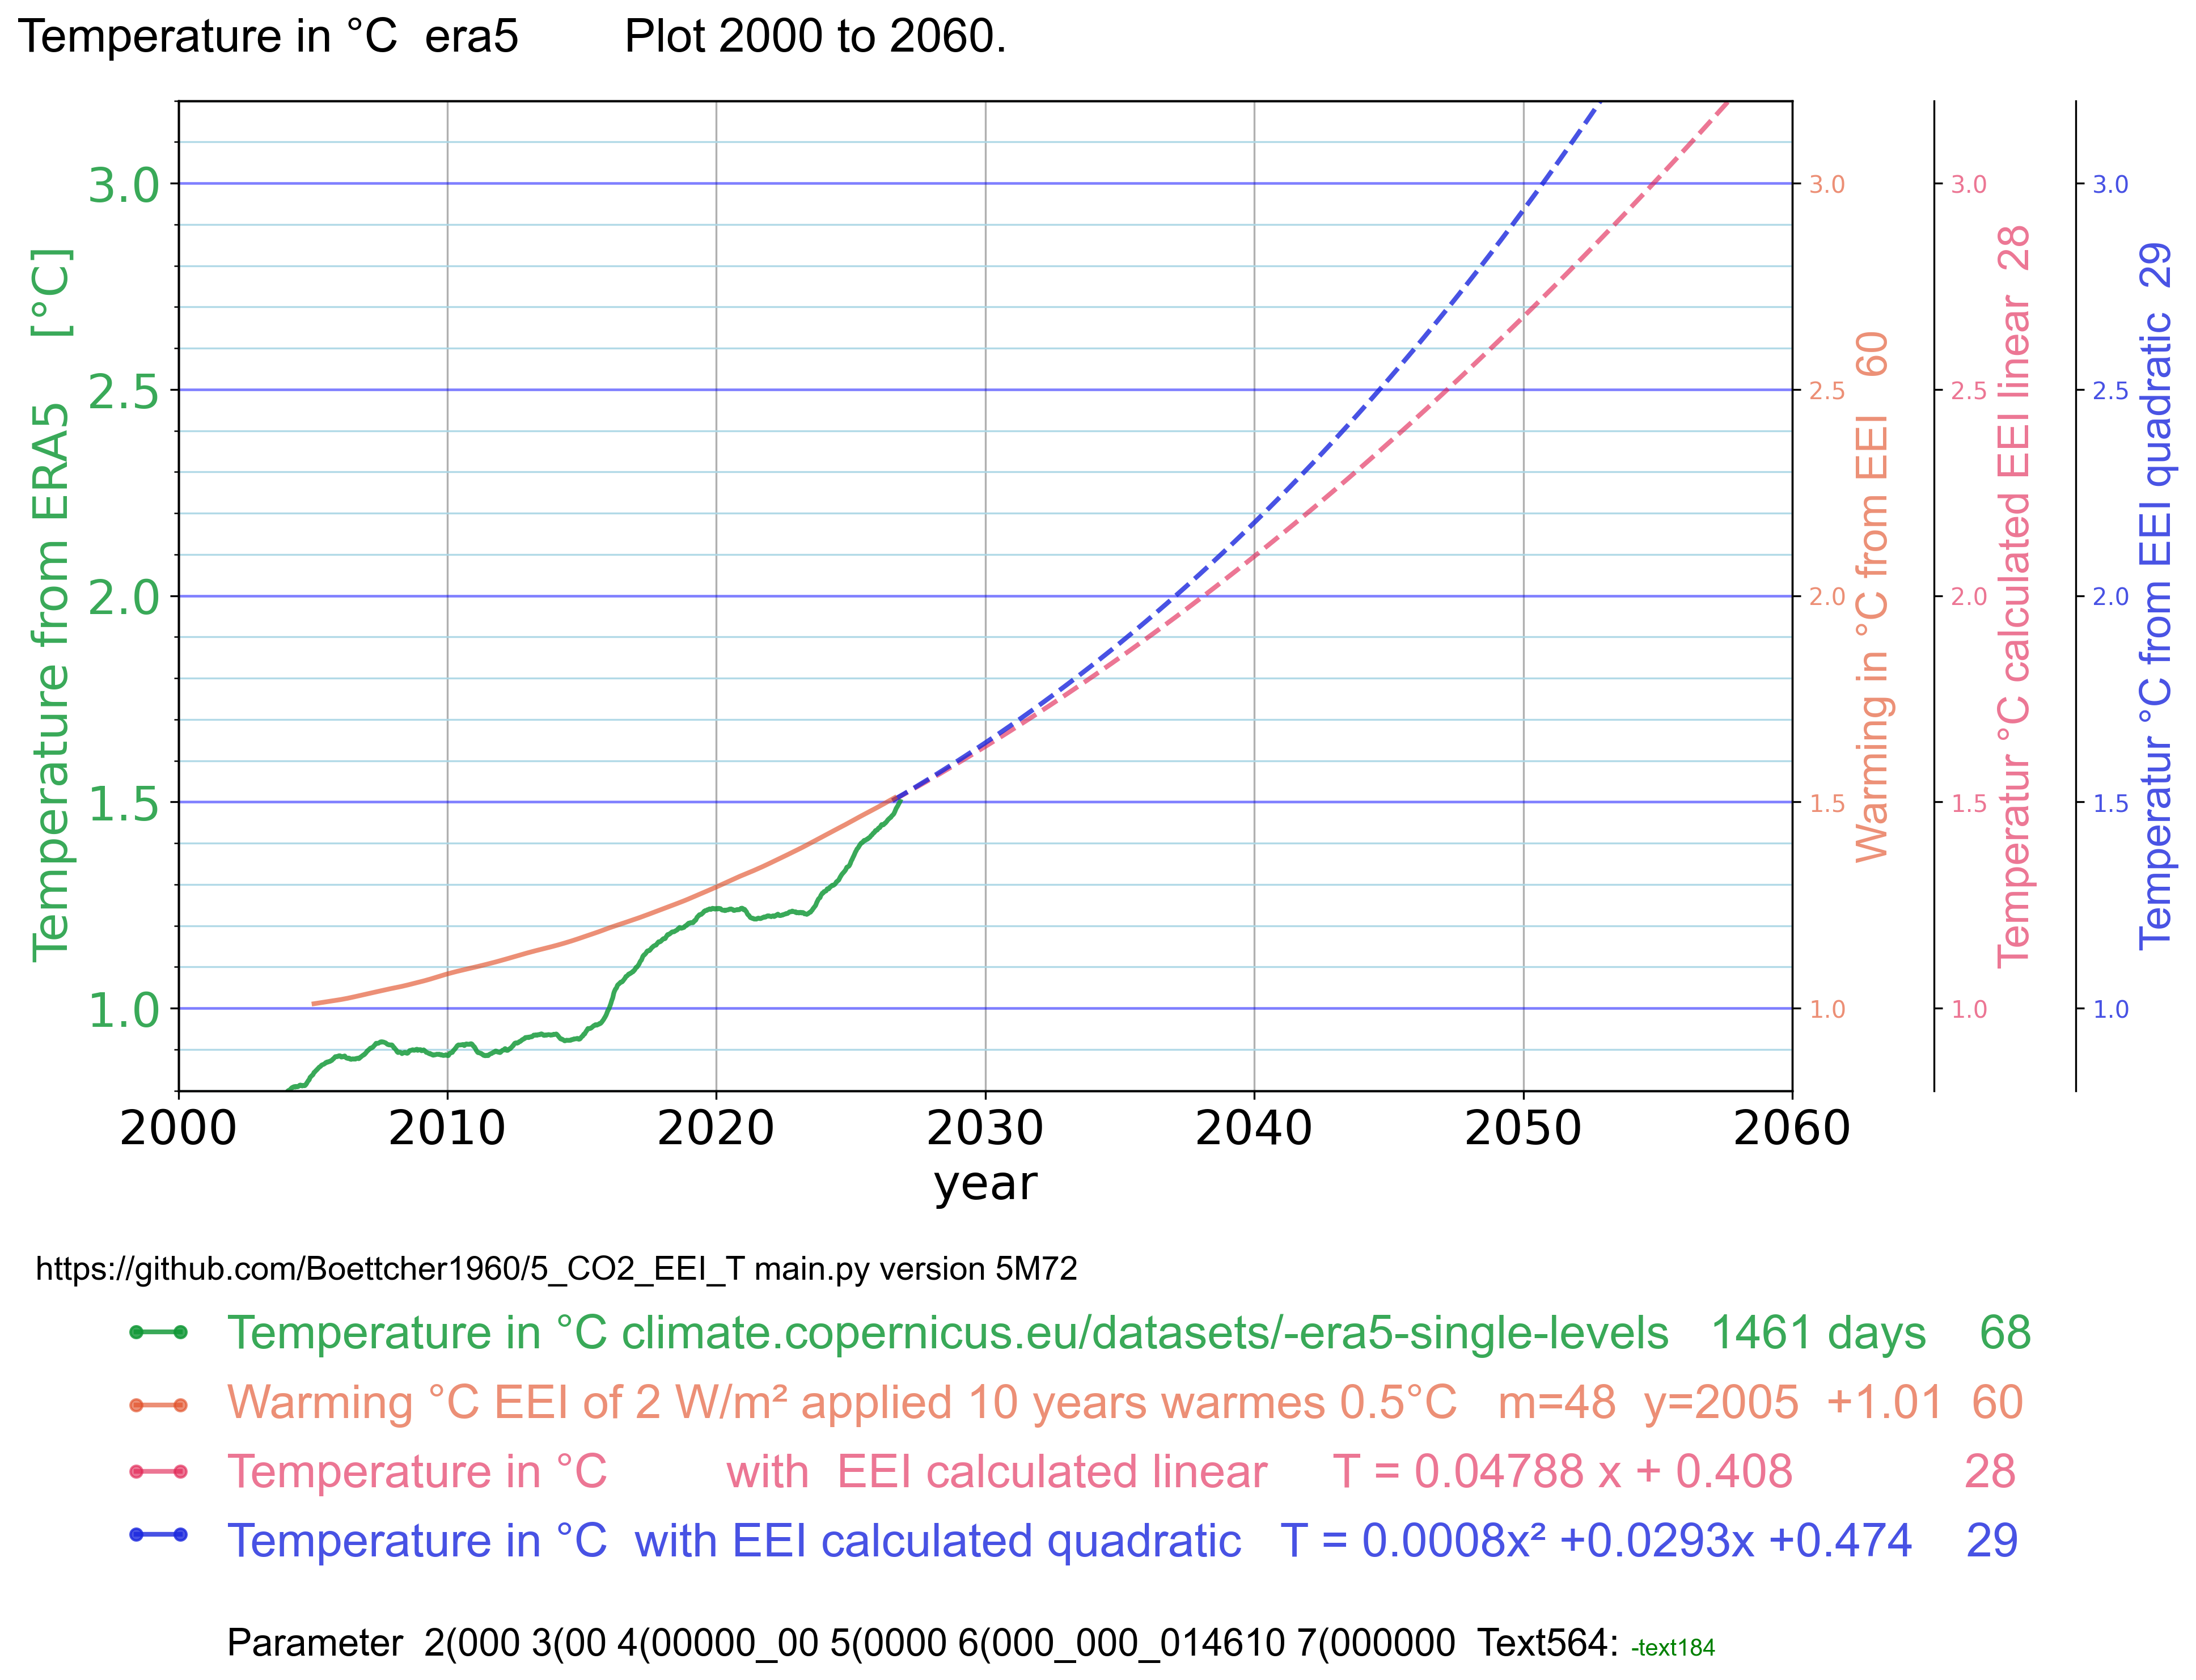 Temperature in °C era5 Plot 2000 to 2060.
Temperature from ERA5 [°C]
3.0
2.5
2.0
1.5
1.0
3.0
2.5
2.0
1.5
1.0
Warming in °C from EEI 60
3.0
2.5
2.0
1.5
1.0
Temperatur °C calculated EEI linear 28
3.0
2.5
2.0
1.5
1.0
Temperatur °C from EEI quadratic 29
2000 2010 2020 2030 2040 2050 2060
year
https://github.com/Boettcher1960/5_CO2_EEI_T main.py version 5M72
Temperature in °C climate.copernicus.eu/datasets/-era5-single-levels 1461 days 68
Warming °C EEI of 2 W/m² applied 10 years warmes 0.5°C m=48 y=2005 +1.01 60
Temperature in °C with EEI calculated linear T = 0.04788 x + 0.408 28
Temperature in °C with EEI calculated quadratic T = 0.0008x² +0.0293x +0.474 29
Parameter 2(000 3(00 4(00000_00 5(0000 6(000_000_014610 7(000000 Text564: -text184